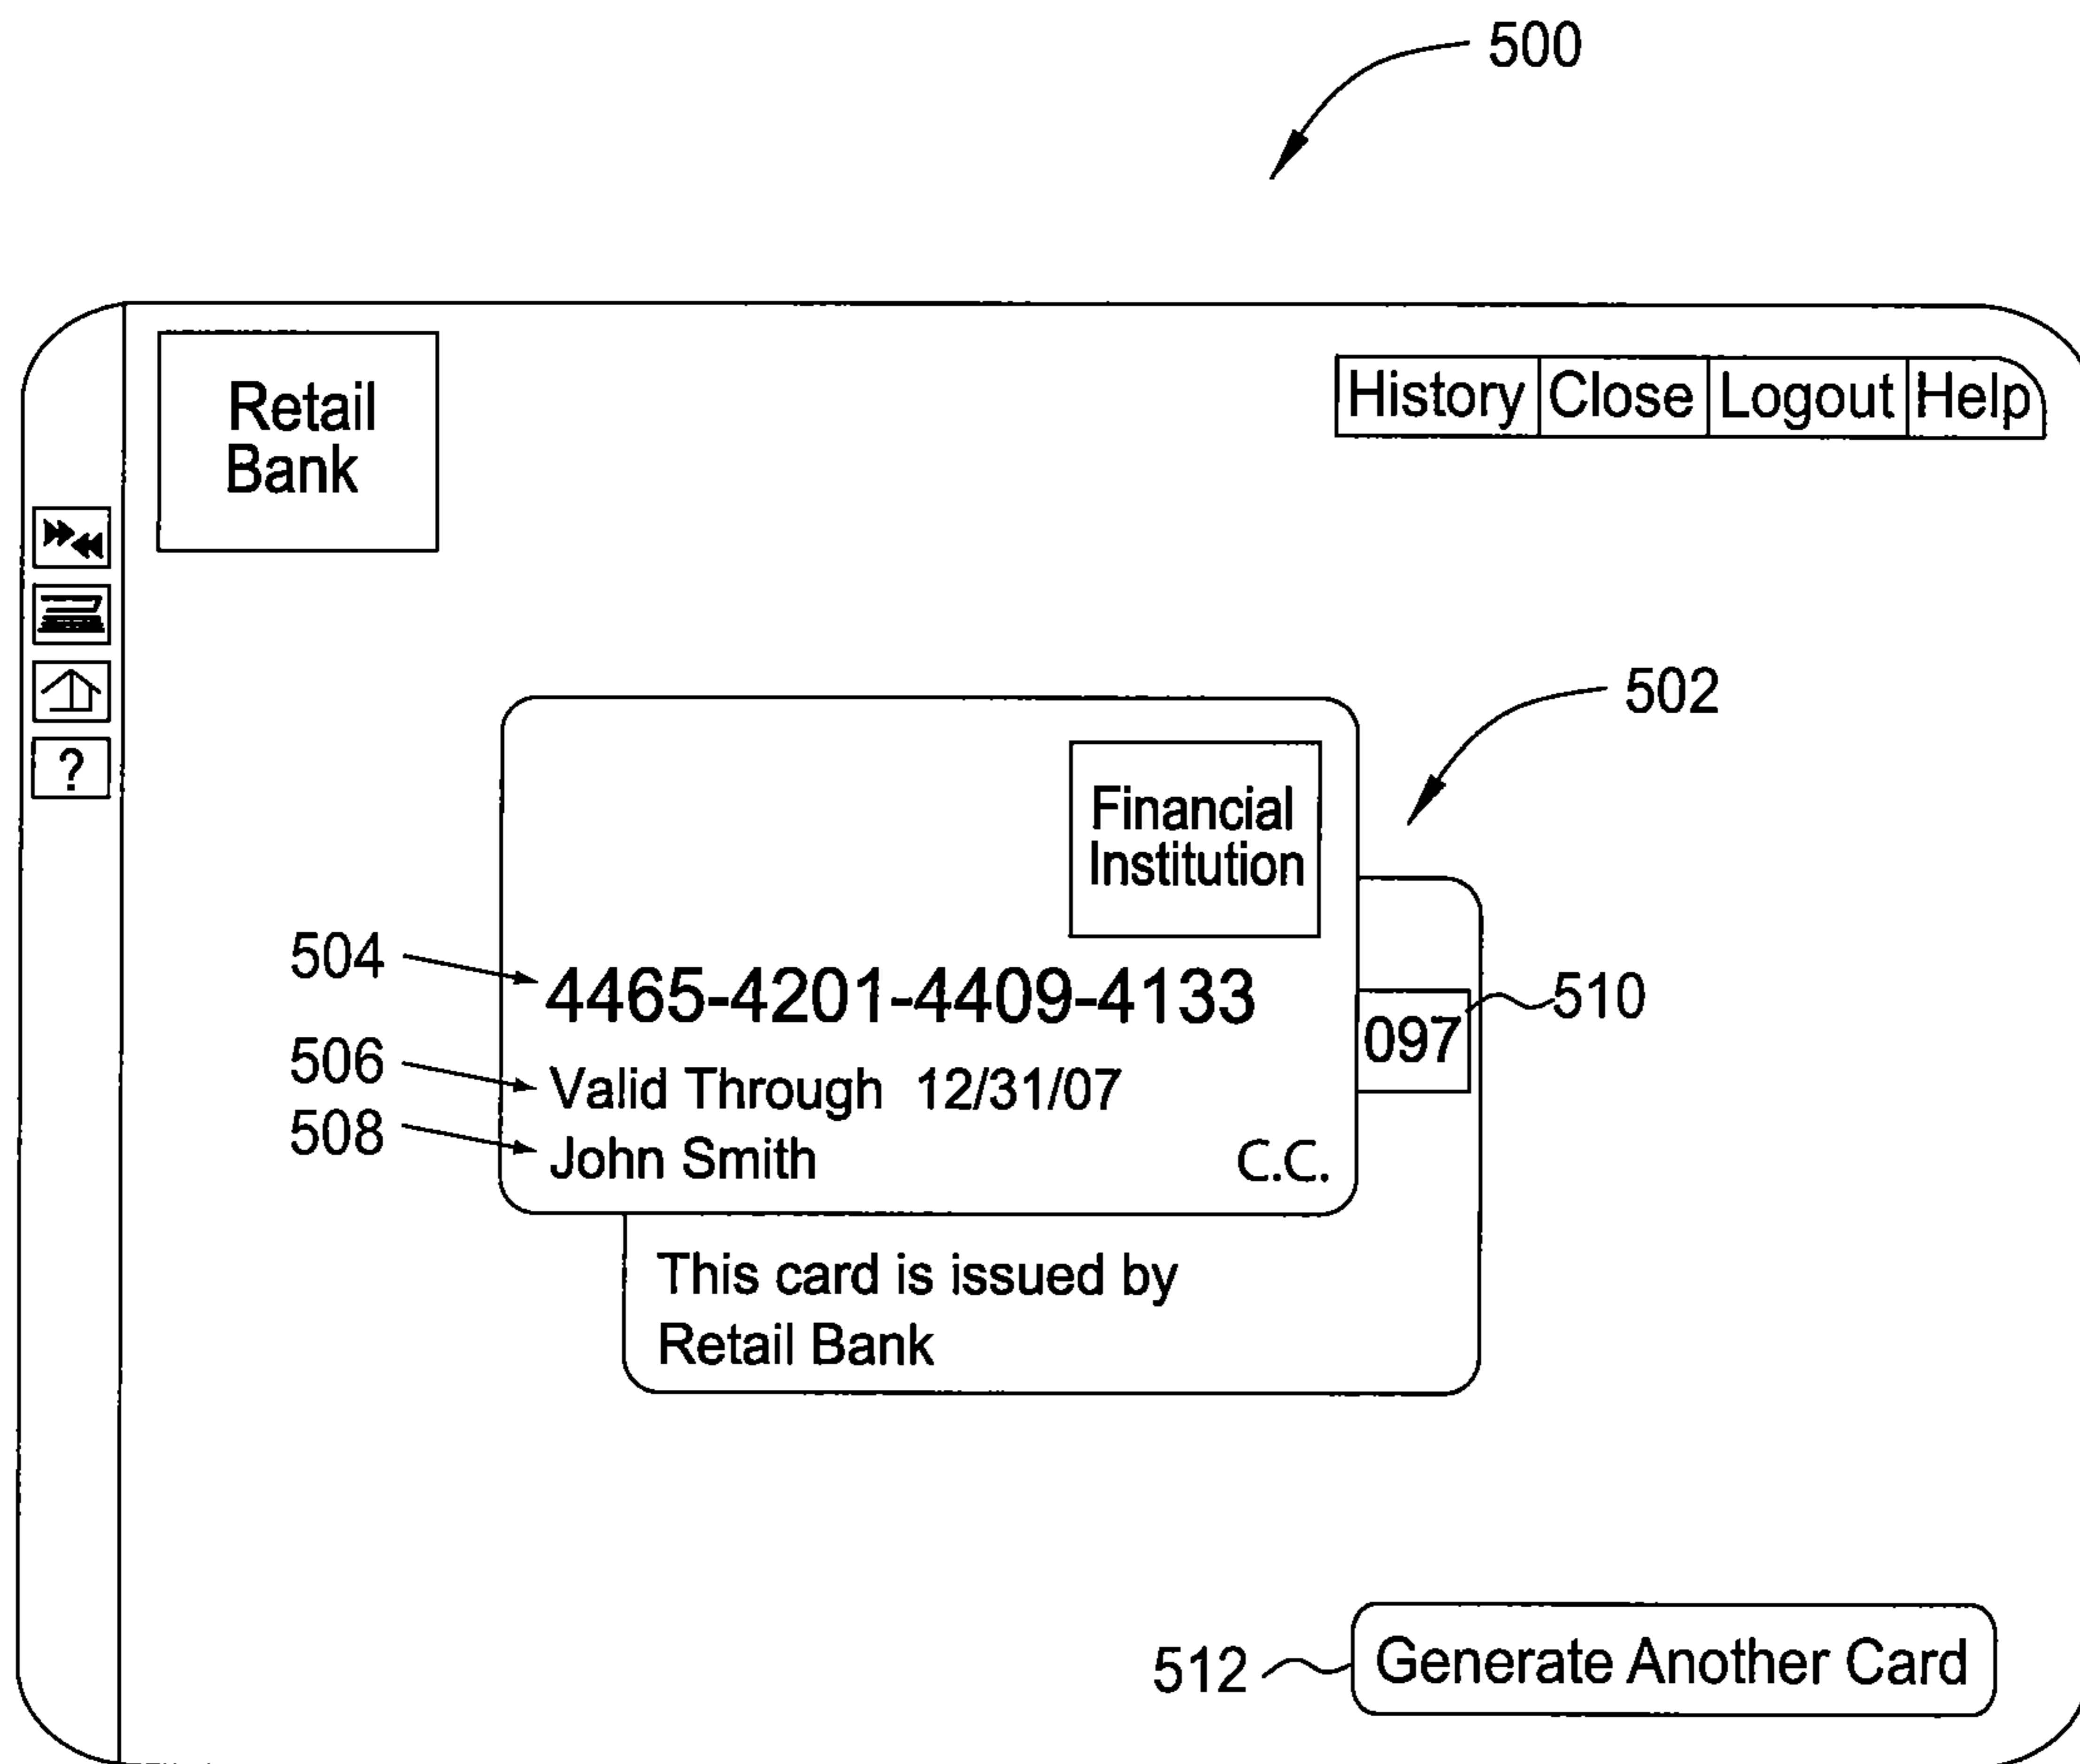 500
Retail
Bank
History Close Logout Help
?
502
Financial
Institution
504
4465-4201-4409-4133
097
510
506
Valid Through 12/31/07
508
John Smith
C.C.
This card is issued by
Retail Bank
512
Generate Another Card